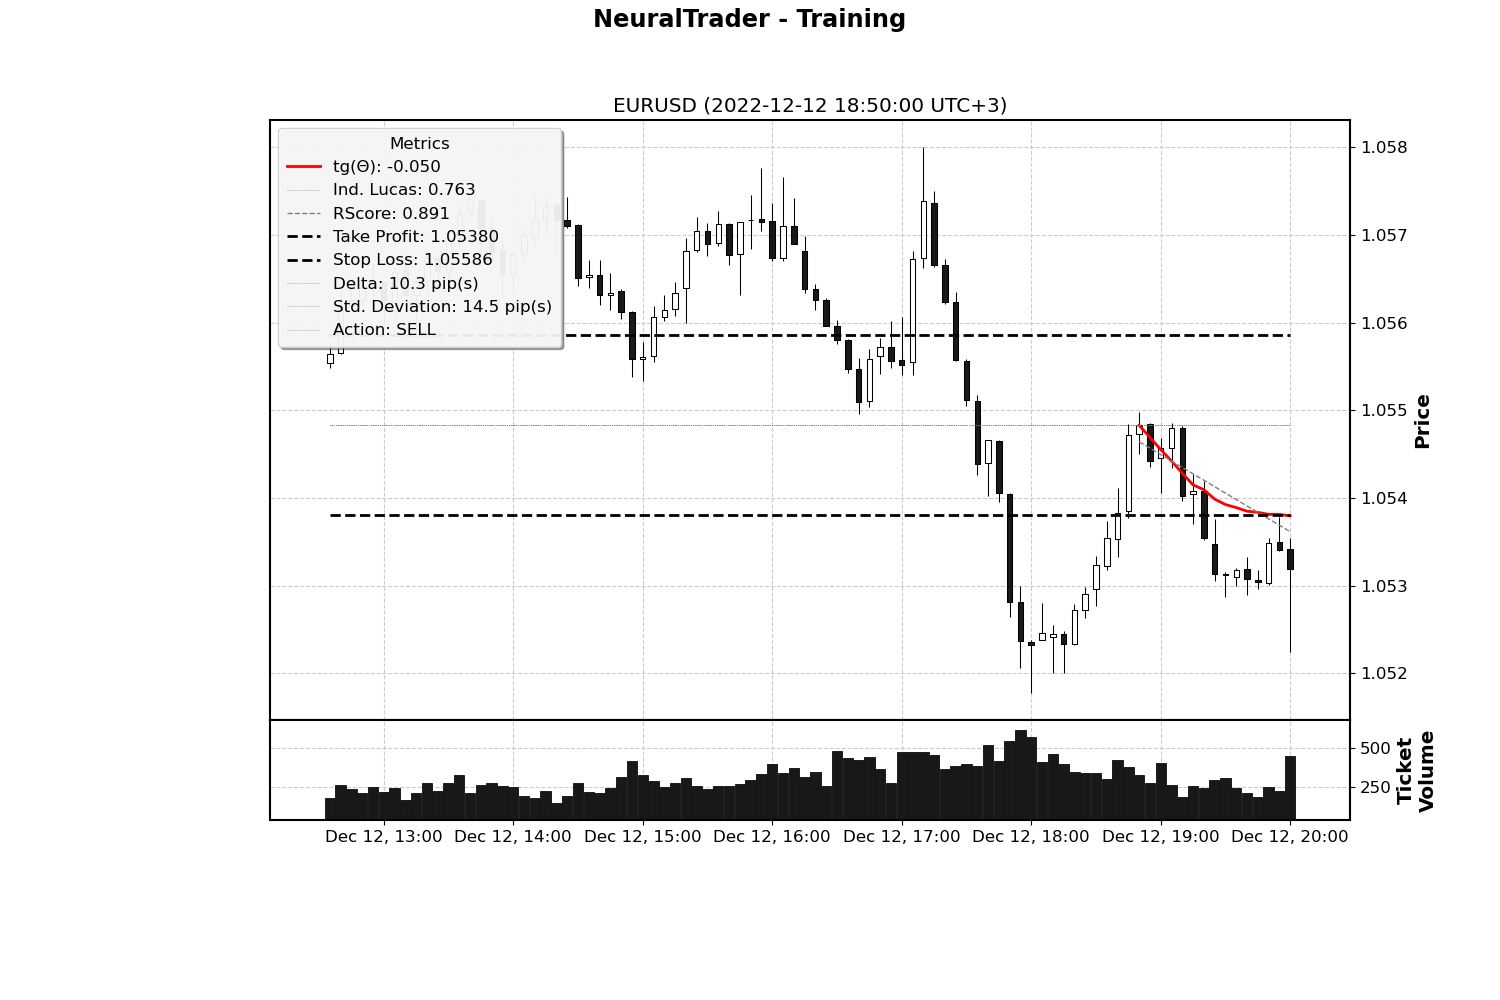 NeuralTrader - Training
EURUSD (2022-12-12 18:50:00 UTC+3)
Metrics
tg(Θ): -0.050
Ind. Lucas: 0.763
RScore: 0.891
Take Profit: 1.05380
Stop Loss: 1.05586
Delta: 10.3 pip(s)
Std. Deviation: 14.5 pip(s)
Action: SELL
1.058
1.057
1.056
1.055
1.054
1.053
1.052
Price
500
250
Ticket
Volume
Dec 12, 13:00 Dec 12, 14:00 Dec 12, 15:00 Dec 12, 16:00 Dec 12, 17:00 Dec 12, 18:00 Dec 12, 19:00 Dec 12, 20:00